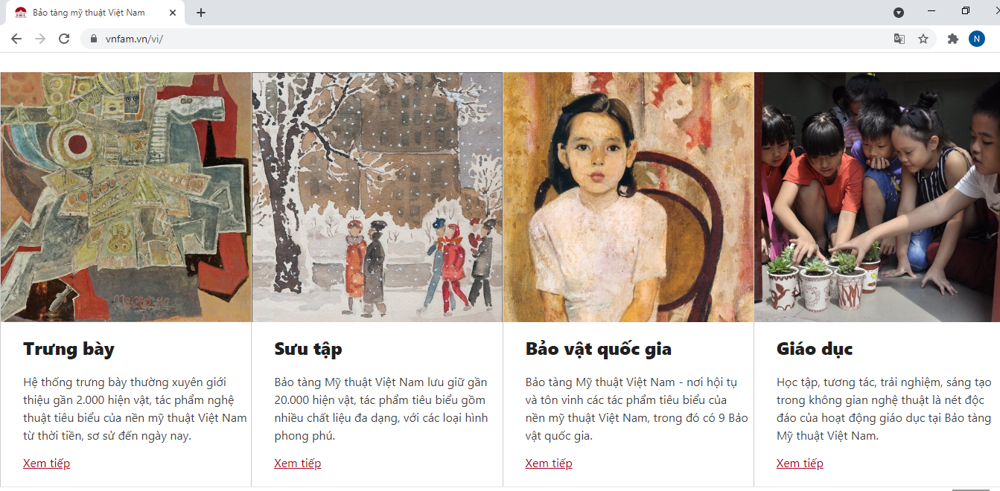 Bảo tàng mỹ thuật Việt Nam
vnfam.vn/vi/
N
Trưng bày
Hệ thống trưng bày thường xuyên giới
thiệu gần 2.000 hiện vật, tác phẩm nghệ
thuật tiêu biểu của nền mỹ thuật Việt Nam
từ thời tiền, sơ sử đến ngày nay.
Xem tiếp
Sưu tập
Bảo tàng Mỹ thuật Việt Nam lưu giữ gần
20.000 hiện vật, tác phẩm tiêu biểu gồm
nhiều chất liệu đa dạng, với các loại hình
phong phú.
Xem tiếp
Bảo vật quốc gia
Bảo tàng Mỹ thuật Việt Nam - nơi hội tụ
và tôn vinh các tác phẩm tiêu biểu của
nền mỹ thuật Việt Nam, trong đó có 9 Bảo
vật quốc gia.
Xem tiếp
Giáo dục
Học tập, tương tác, trải nghiệm, sáng tạo
trong không gian nghệ thuật là nét độc
đáo của hoạt động giáo dục tại Bảo tàng
Mỹ thuật Việt Nam.
Xem tiếp